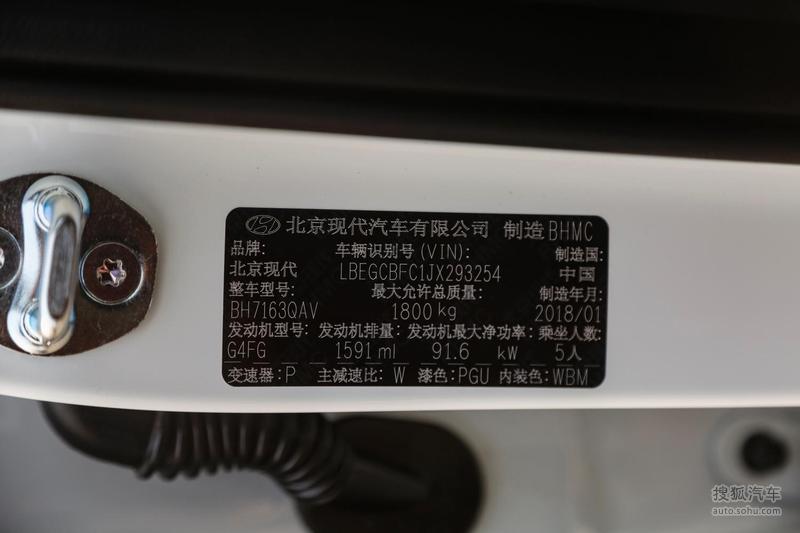 北京现代汽车有限公司 制造 BHMC
品牌: 车辆识别号(VIN): 制造国:
北京现代 LBEGCBFC1JX293254 中国
整车型号: 最大允许总质量: 制造年月:
BH7163QAV 1800 kg 2018/01
发动机型号: 发动机排量: 发动机最大净功率: 乘坐人数:
G4FG 1591 ml 91.6 kw 5人
变速器: P 主减速比: W 漆色: PGU 内装色: WBM
搜狐汽车
auto.sohu.com